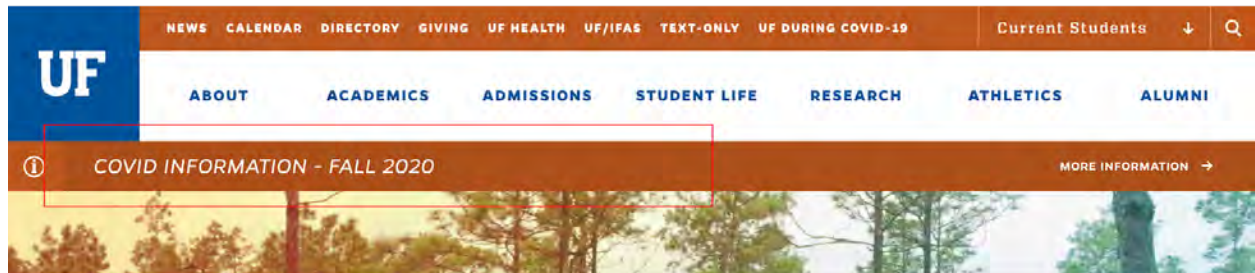 NEWS CALENDAR DIRECTORY GIVING UF HEALTH UF/IFAS TEXT-ONLY UF DURING COVID-19 Current Students
UF
ABOUT ACADEMICS ADMISSIONS STUDENT LIFE RESEARCH ATHLETICS ALUMNI
COVID INFORMATION - FALL 2020 MORE INFORMATION